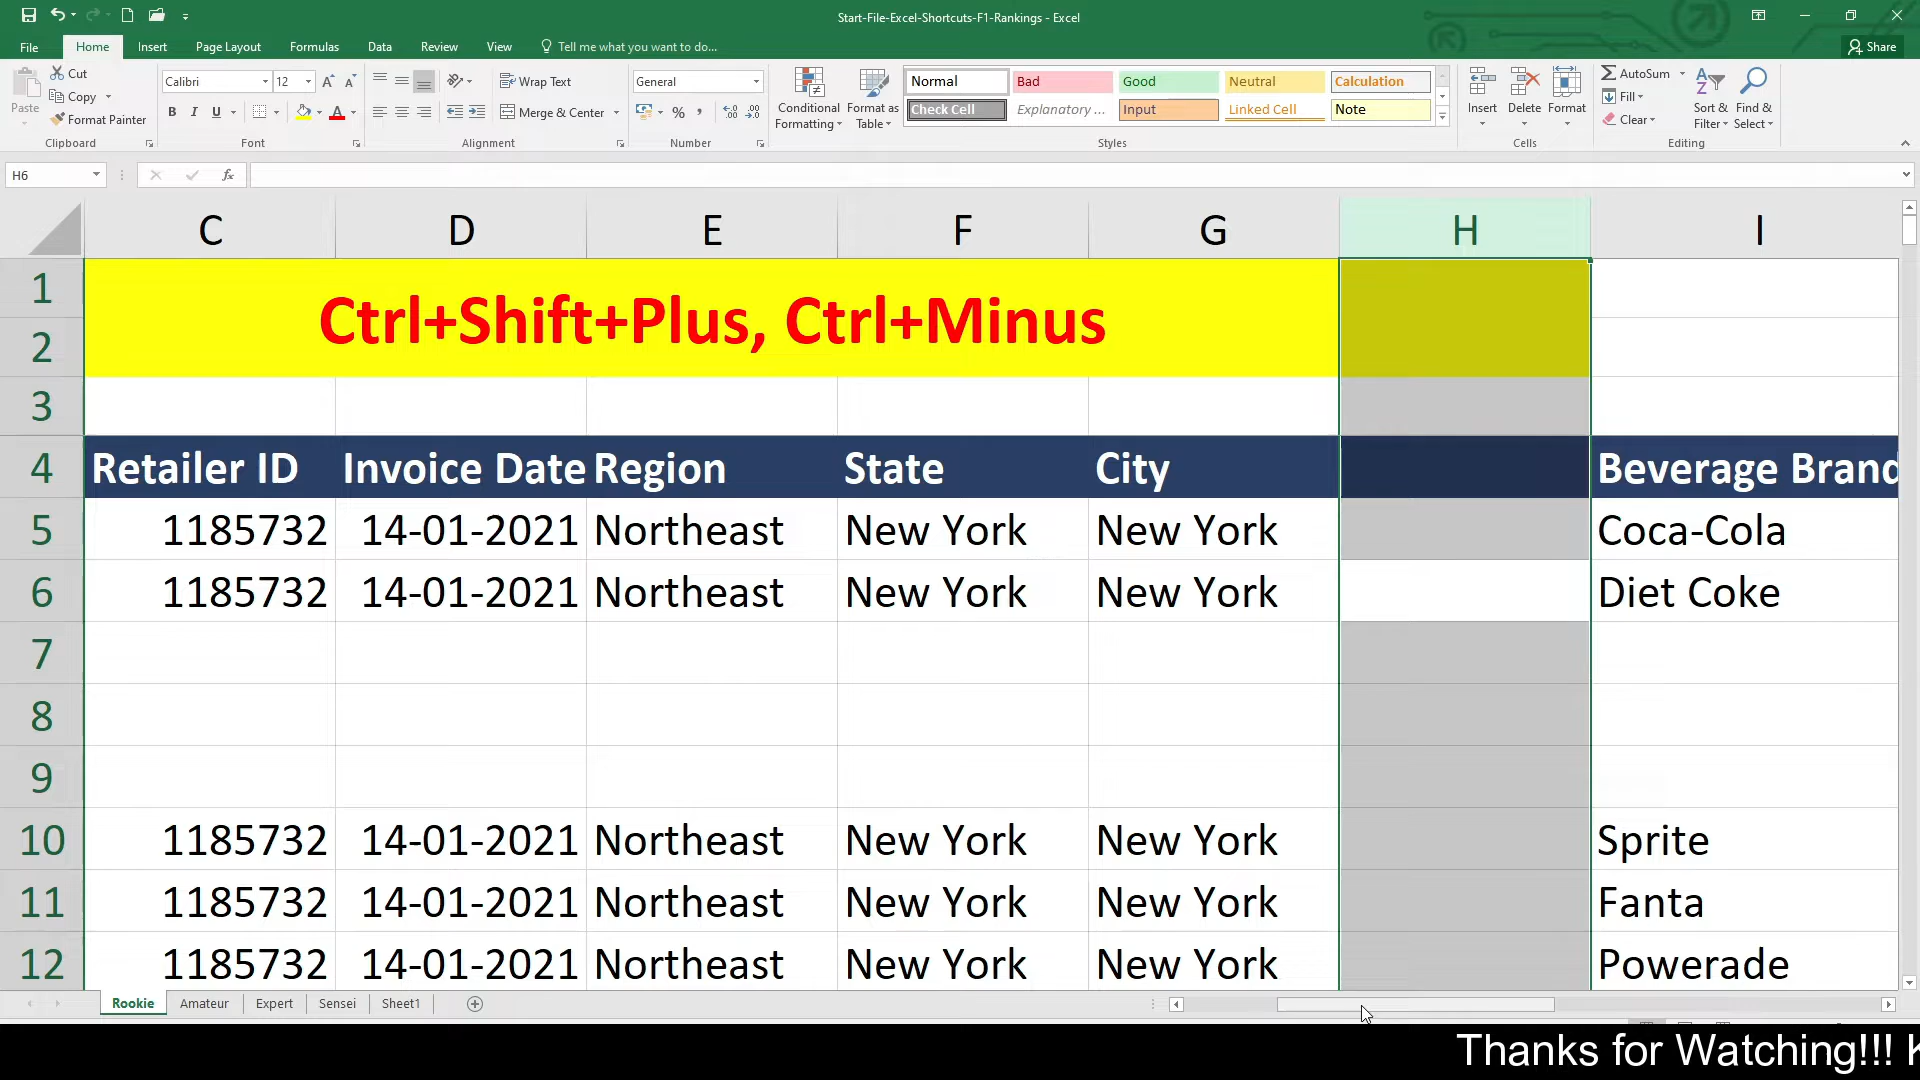 Start-File-Excel-Shortcuts-F1-Rankings - Excel
File Home Insert Page Layout Formulas Data Review View Tell me what you want to do... Share
Paste
Cut
Copy
Format Painter
Clipboard
Calibri 12
B I U
Font
Wrap Text
Merge & Center
Alignment
General
%
Number
Conditional Formatting
Format as Table
Normal Bad Good Neutral Calculation
Check Cell Explanatory ... Input Linked Cell Note
Styles
Insert Delete Format
Cells
AutoSum
Fill
Clear
Sort & Filter
Find & Select
Editing
H6 fx
C D E F G H I
1
Ctrl+Shift+Plus, Ctrl+Minus
2
3
4 Retailer ID Invoice Date Region State City Beverage Brand
5 1185732 14-01-2021 Northeast New York New York Coca-Cola
6 1185732 14-01-2021 Northeast New York New York Diet Coke
7
8
9
10 1185732 14-01-2021 Northeast New York New York Sprite
11 1185732 14-01-2021 Northeast New York New York Fanta
12 1185732 14-01-2021 Northeast New York New York Powerade
Rookie Amateur Expert Sensei Sheet1
Thanks for Watching!!!